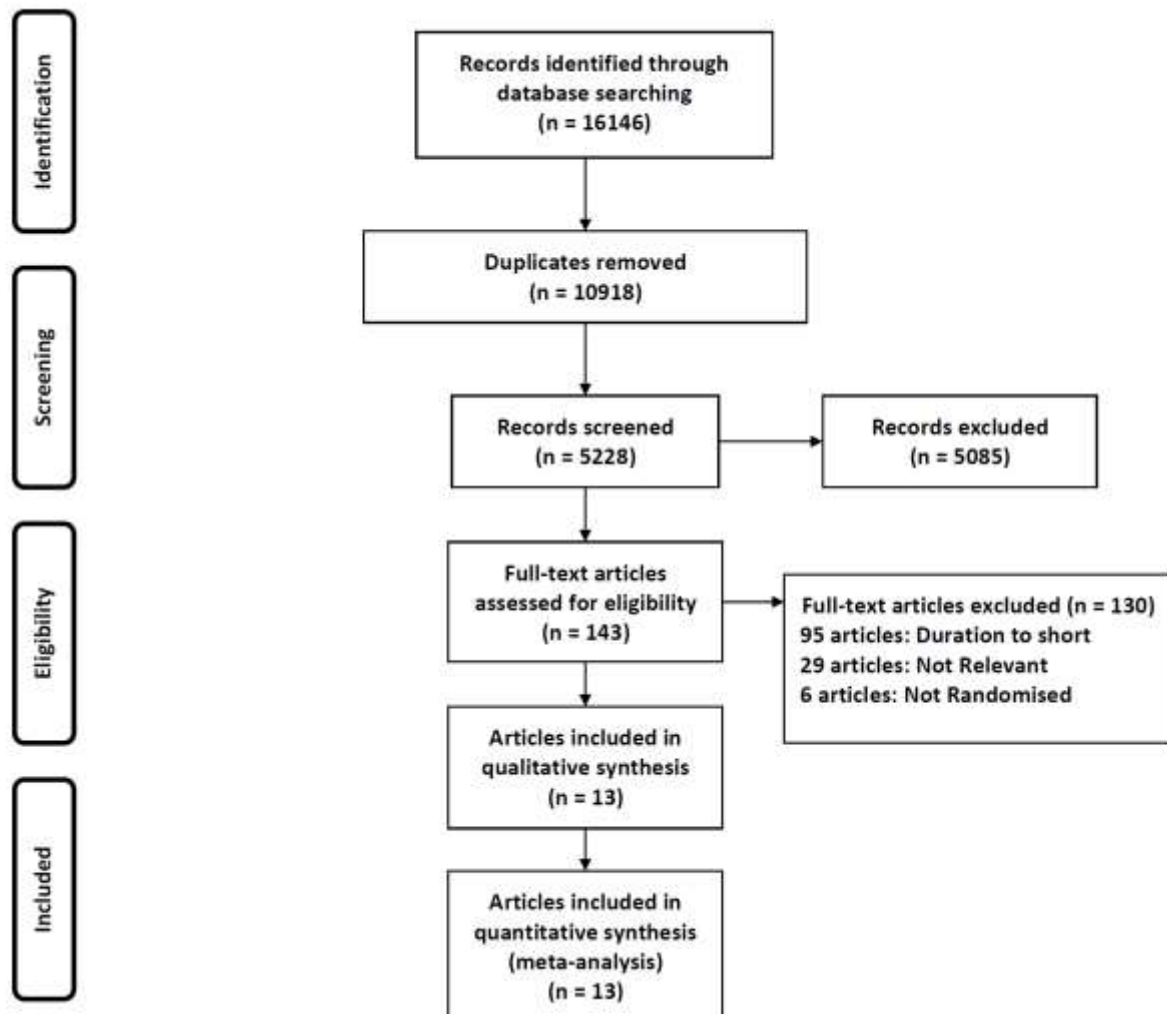 Identification
Records identified through
database searching
(n = 16146)
Duplicates removed
(n = 10918)
Screening
Records screened
(n = 5228)
Records excluded
(n = 5085)
Eligibility
Full-text articles
assessed for eligibility
(n = 143)
Full-text articles excluded (n = 130)
95 articles: Duration to short
29 articles: Not Relevant
6 articles: Not Randomised
Articles included in
qualitative synthesis
(n = 13)
Included
Articles included in
quantitative synthesis
(meta-analysis)
(n = 13)